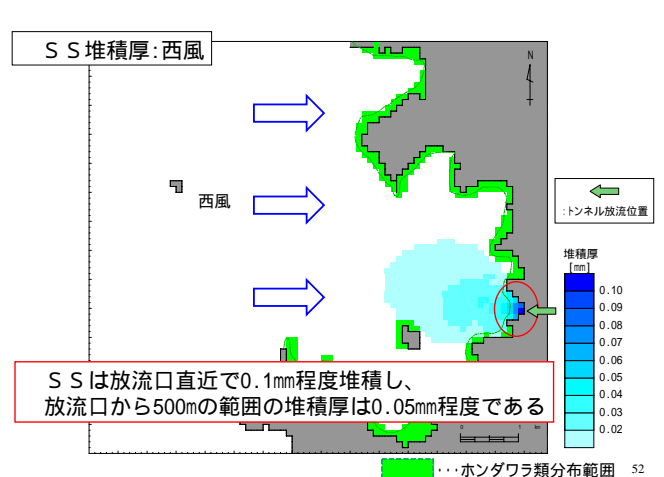 ＳＳ堆積厚:西風
N
西風
:トンネル放流位置
堆積厚
[mm]
0.10
0.09
0.08
0.07
0.06
0.05
0.04
0.03
0.02
ＳＳは放流口直近で0.1mm程度堆積し、
放流口から500mの範囲の堆積厚は0.05mm程度である
0 1 km
・・・ホンダワラ類分布範囲
52